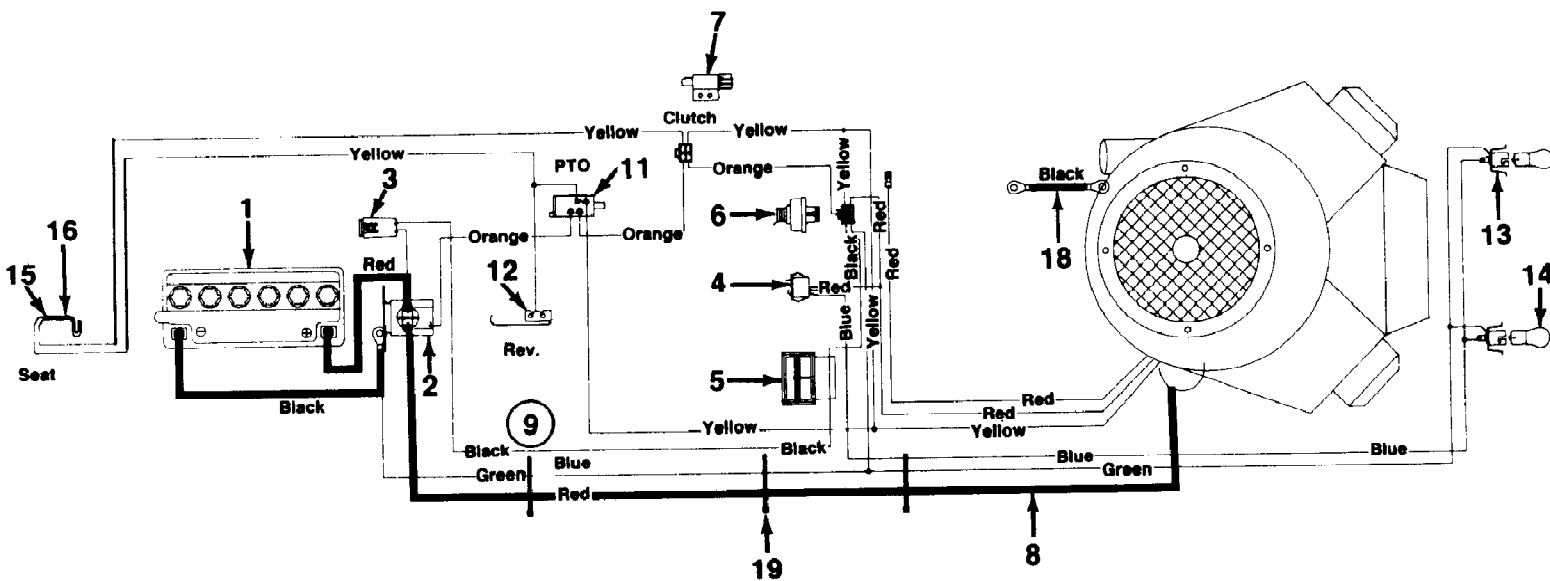 7
Clutch
Yellow
Yellow
Yellow
PTO
11
Orange
Yellow
3
1
16
15
6
Red
Black
18
13
Orange
Orange
Red
12
Black
Red
4
Red
14
Blue
Yellow
Rev.
Seat
2
5
Black
9
Red
Red
Yellow
Yellow
Black
Black
Blue
Blue
Blue
Green
Green
Red
19
8